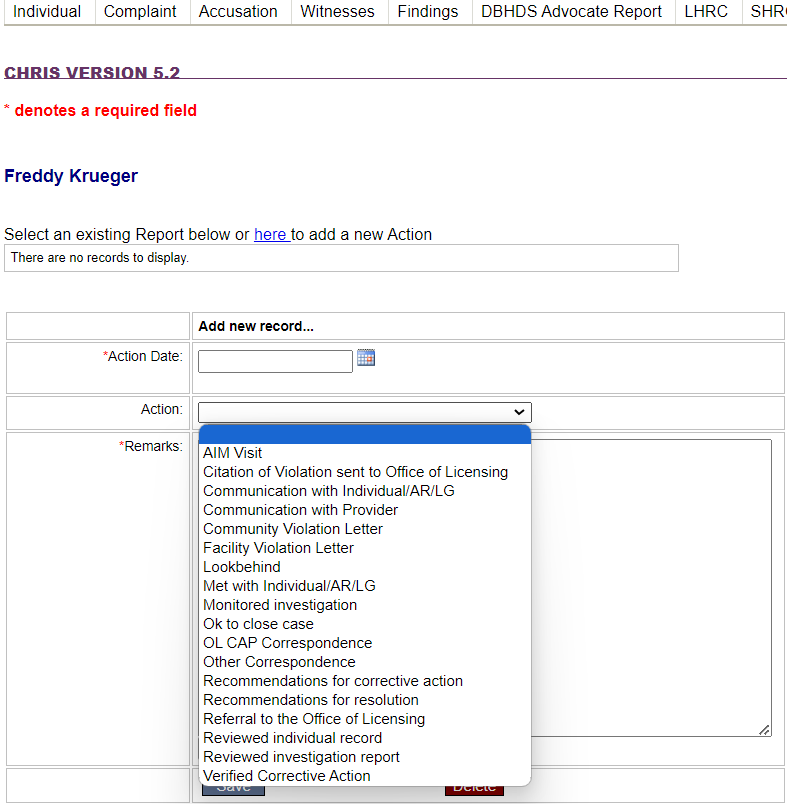 Individual Complaint Accusation Witnesses Findings DBHDS Advocate Report LHRC
CHRIS VERSION 5.2
* denotes a required field
Freddy Krueger
Select an existing Report below or here to add a new Action
There are no records to display.
Add new record...
*Action Date:
Action:
*Remarks:
AIM Visit
Citation of Violation sent to Office of Licensing
Communication with Individual/AR/LG
Communication with Provider
Community Violation Letter
Facility Violation Letter
Lookbehind
Met with Individual/AR/LG
Monitored investigation
Ok to close case
OL CAP Correspondence
Other Correspondence
Recommendations for corrective action
Recommendations for resolution
Referral to the Office of Licensing
Reviewed individual record
Reviewed investigation report
Verified Corrective Action
Save Delete